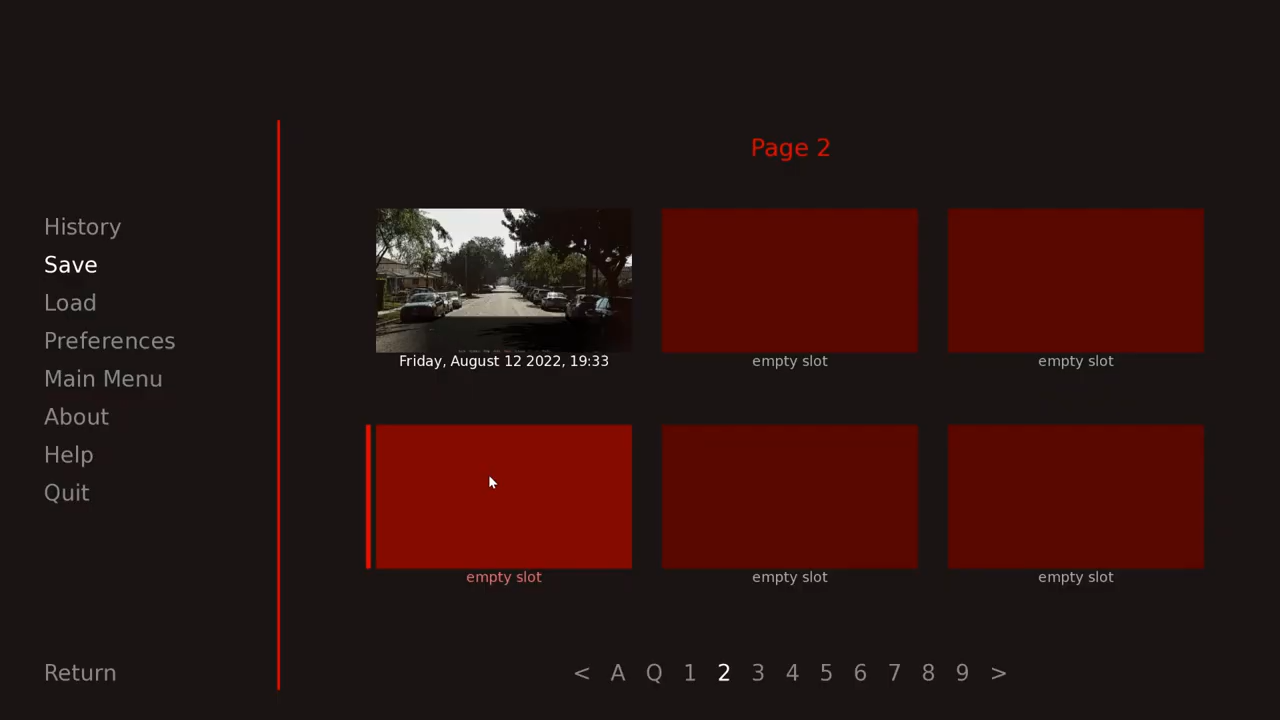 Page 2
History
Save
Load
Preferences
Main Menu
About
Help
Quit
Friday, August 12 2022, 19:33
empty slot
empty slot
empty slot
empty slot
empty slot
Return
< A Q 1 2 3 4 5 6 7 8 9 >